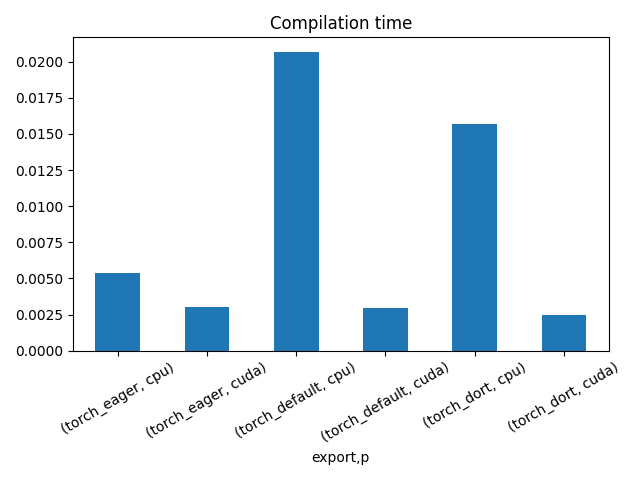 Compilation time
0.0200
0.0175
0.0150
0.0125
0.0100
0.0075
0.0050
0.0025
0.0000
(torch_eager, cpu)
(torch_eager, cuda)
(torch_default, cpu)
(torch_default, cuda)
(torch_dort, cpu)
(torch_dort, cuda)
export,p